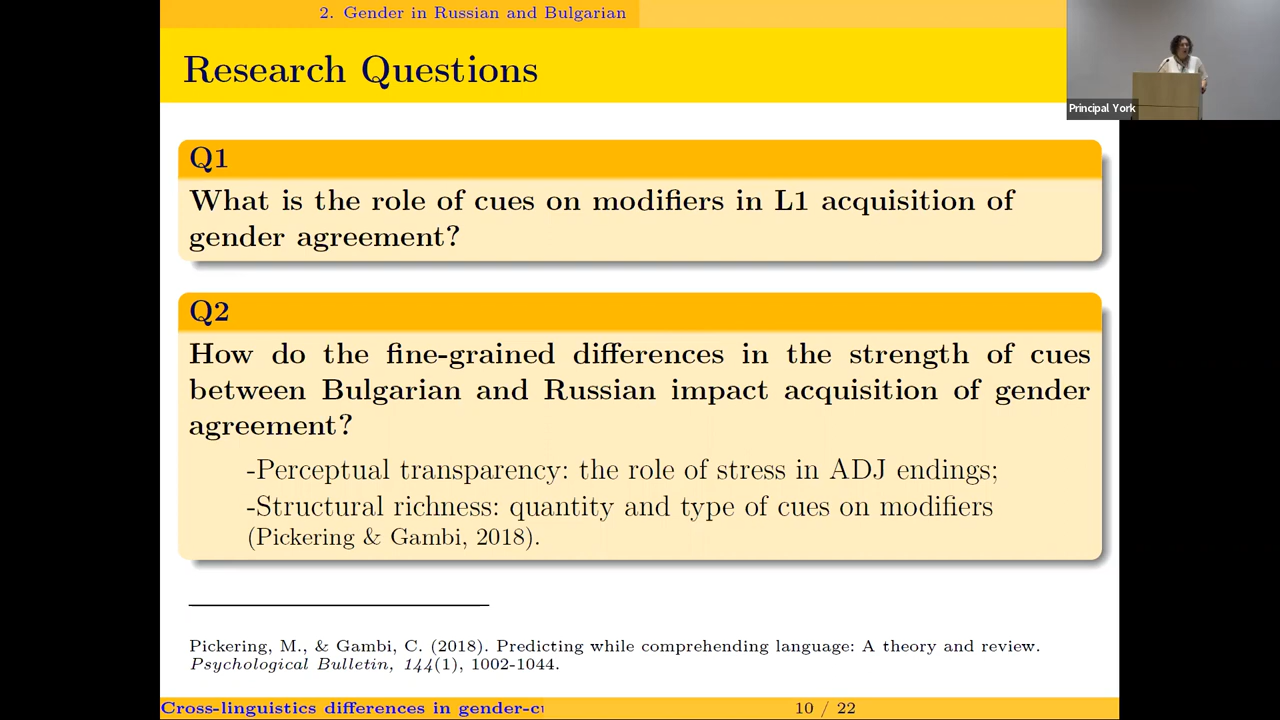 2. Gender in Russian and Bulgarian
Research Questions
Principal York
Q1
What is the role of cues on modifiers in L1 acquisition of
gender agreement?
Q2
How do the fine-grained differences in the strength of cues
between Bulgarian and Russian impact acquisition of gender
agreement?
-Perceptual transparency: the role of stress in ADJ endings;
-Structural richness: quantity and type of cues on modifiers
(Pickering & Gambi, 2018).
Pickering, M., & Gambi, C. (2018). Predicting while comprehending language: A theory and review.
Psychological Bulletin, 144(1), 1002-1044.
Cross-linguistics differences in gender-cu
10 / 22